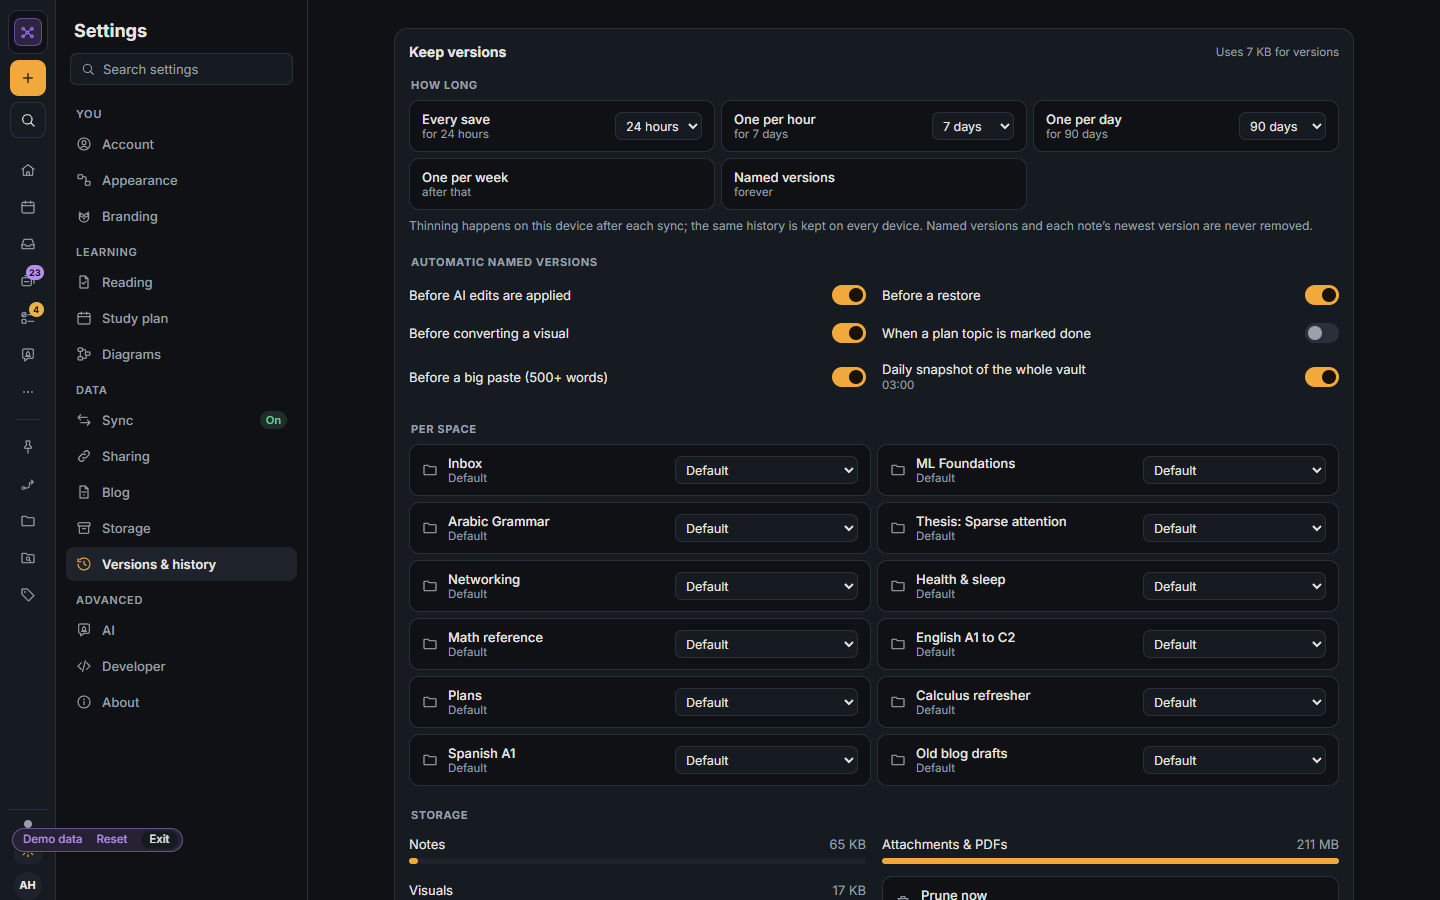 Settings
Search settings
YOU
Account
Appearance
Branding
LEARNING
Reading
Study plan
Diagrams
DATA
Sync On
Sharing
Blog
Storage
Versions & history
ADVANCED
AI
Developer
About
23
4
Demo data Reset Exit
AH
Keep versions Uses 7 KB for versions
HOW LONG
Every save
for 24 hours
24 hours
One per hour
for 7 days
7 days
One per day
for 90 days
90 days
One per week
after that
Named versions
forever
Thinning happens on this device after each sync; the same history is kept on every device. Named versions and each note’s newest version are never removed.
AUTOMATIC NAMED VERSIONS
Before AI edits are applied
Before a restore
Before converting a visual
When a plan topic is marked done
Before a big paste (500+ words)
Daily snapshot of the whole vault
03:00
PER SPACE
Inbox
Default
Default
ML Foundations
Default
Default
Arabic Grammar
Default
Default
Thesis: Sparse attention
Default
Default
Networking
Default
Default
Health & sleep
Default
Default
Math reference
Default
Default
English A1 to C2
Default
Default
Plans
Default
Default
Calculus refresher
Default
Default
Spanish A1
Default
Default
Old blog drafts
Default
Default
STORAGE
Notes 65 KB
Attachments & PDFs 211 MB
Visuals 17 KB
Prune now